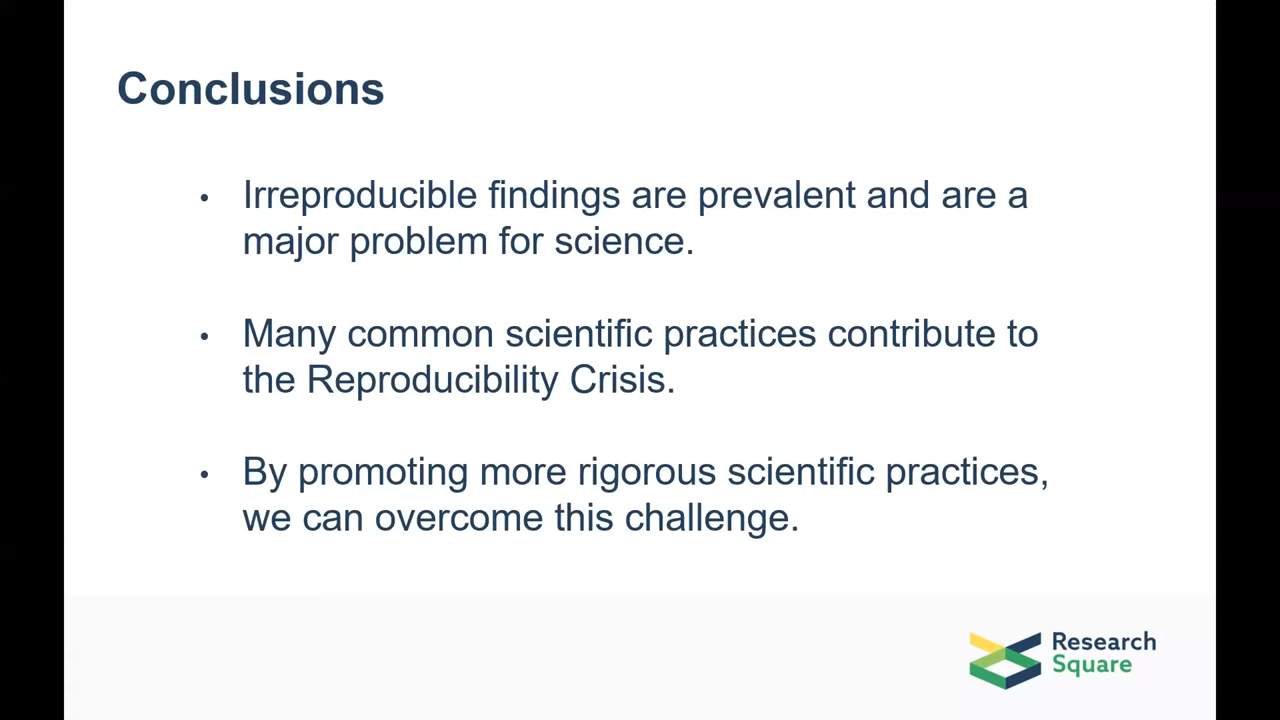 Conclusions
• Irreproducible findings are prevalent and are a
major problem for science.
• Many common scientific practices contribute to
the Reproducibility Crisis.
• By promoting more rigorous scientific practices,
we can overcome this challenge.
Research
Square